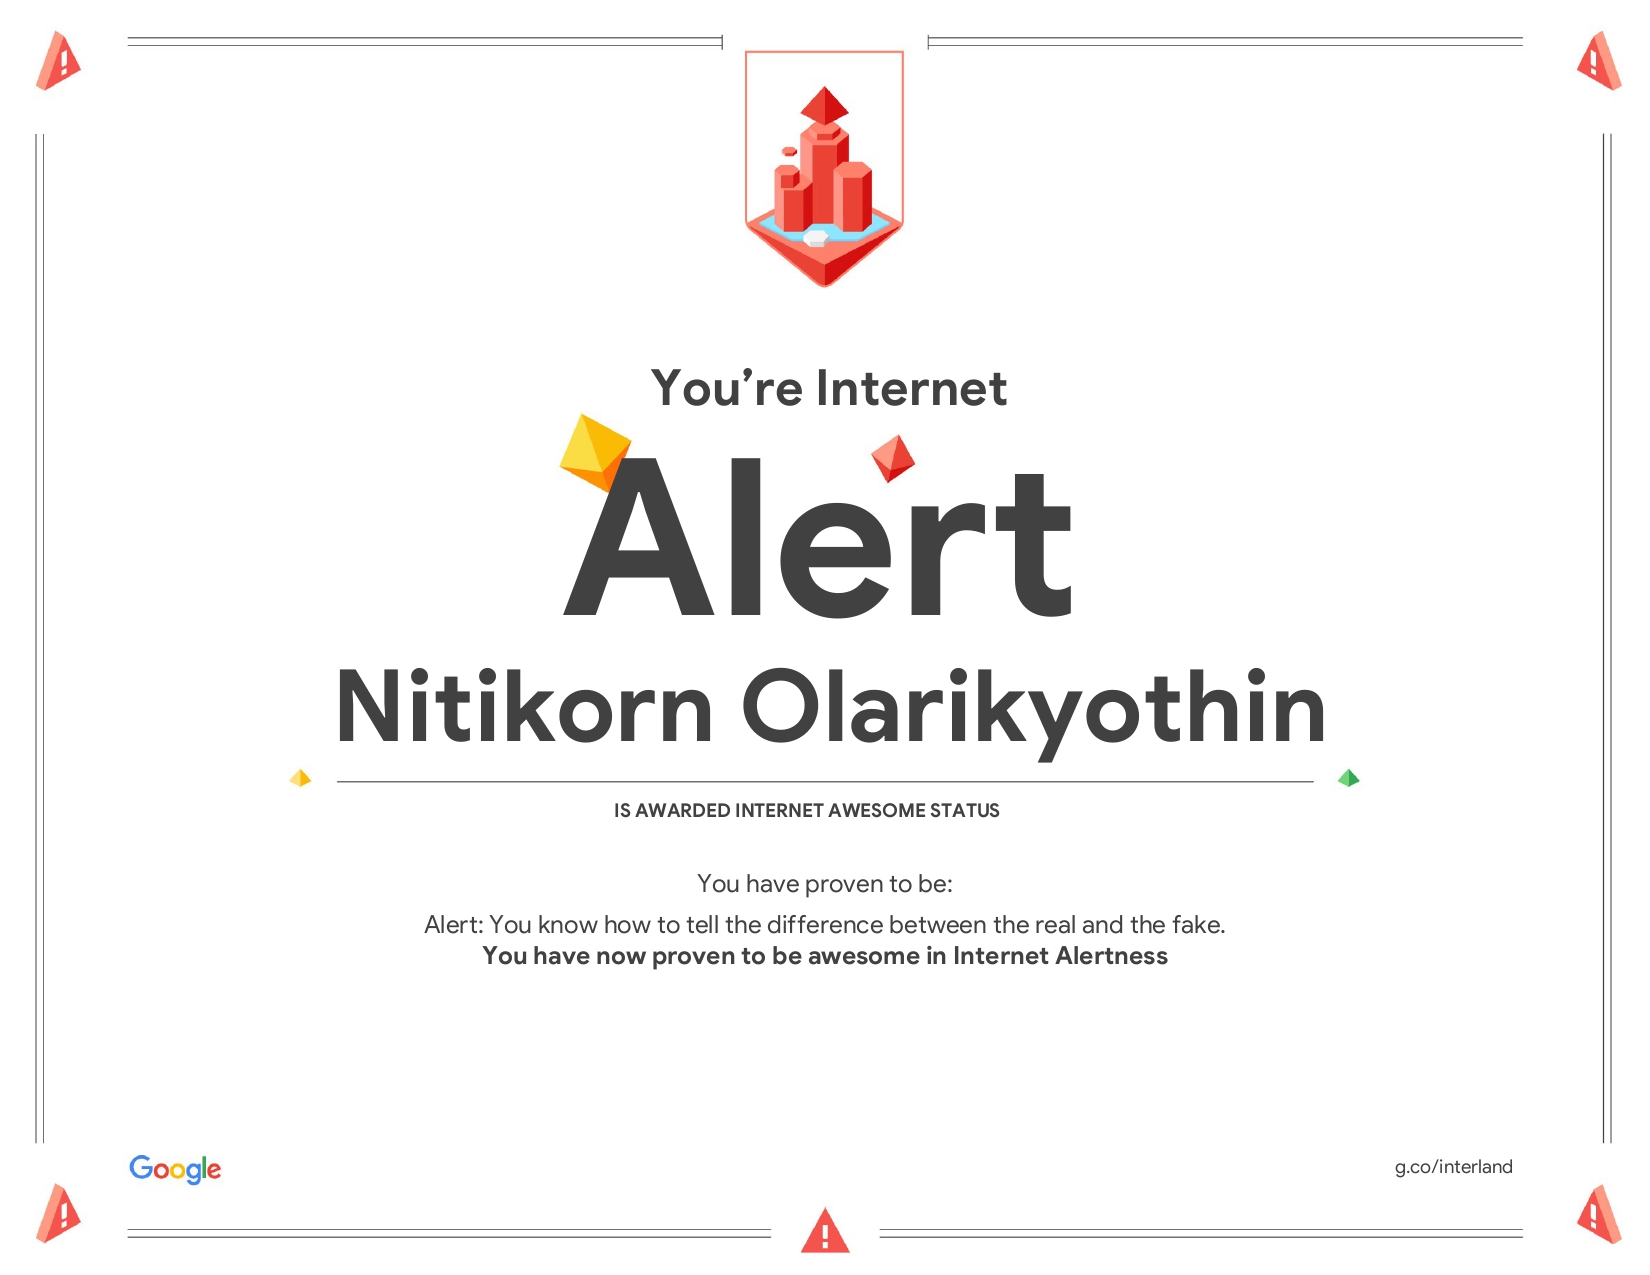 You’re Internet
Alert
Nitikorn Olarikyothin
IS AWARDED INTERNET AWESOME STATUS
You have proven to be:
Alert: You know how to tell the difference between the real and the fake.
You have now proven to be awesome in Internet Alertness
Google
g.co/interland